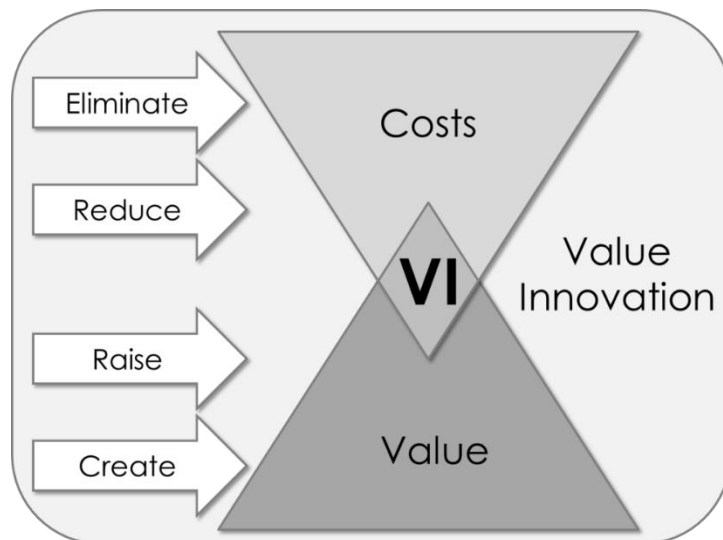 Eliminate
Costs
Reduce
VI
Value
Innovation
Raise
Value
Create